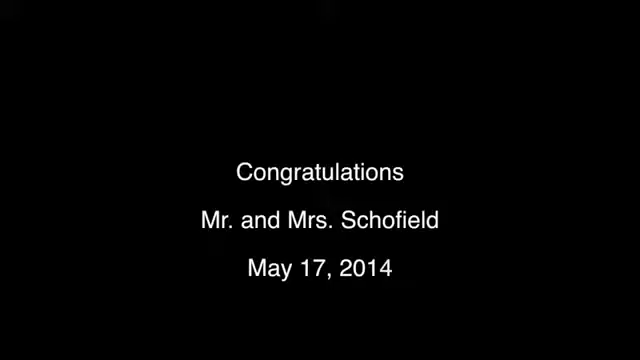 Congratulations
Mr. and Mrs. Schofield
May 17, 2014